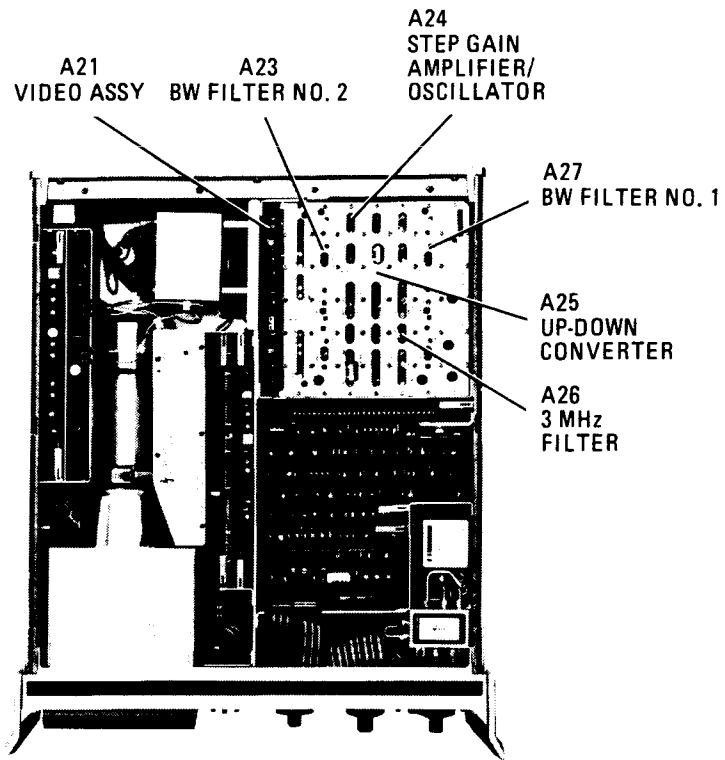 A21
VIDEO ASSY
A23
BW FILTER NO. 2
A24
STEP GAIN
AMPLIFIER/
OSCILLATOR
A27
BW FILTER NO. 1
A25
UP-DOWN
CONVERTER
A26
3 MHz
FILTER